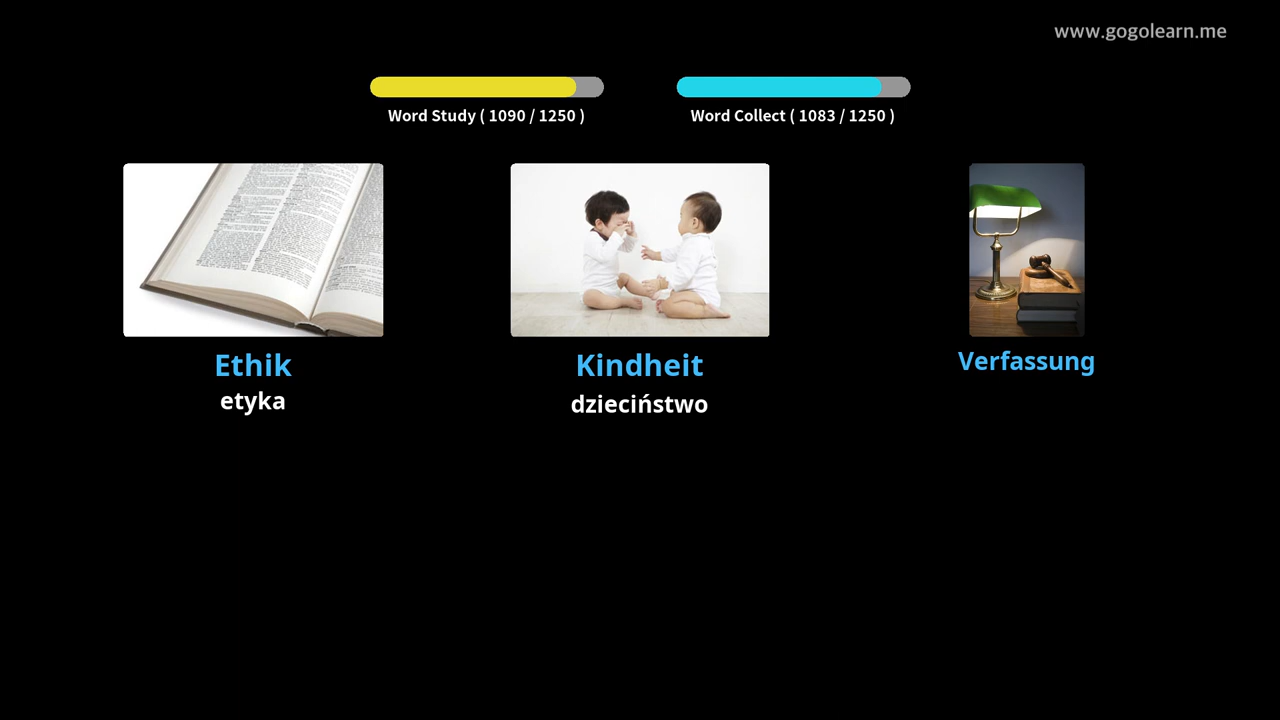 www.gogolearn.me
Word Study ( 1090 / 1250 )
Word Collect ( 1083 / 1250 )
Ethik
etyka
Kindheit
dzieciństwo
Verfassung